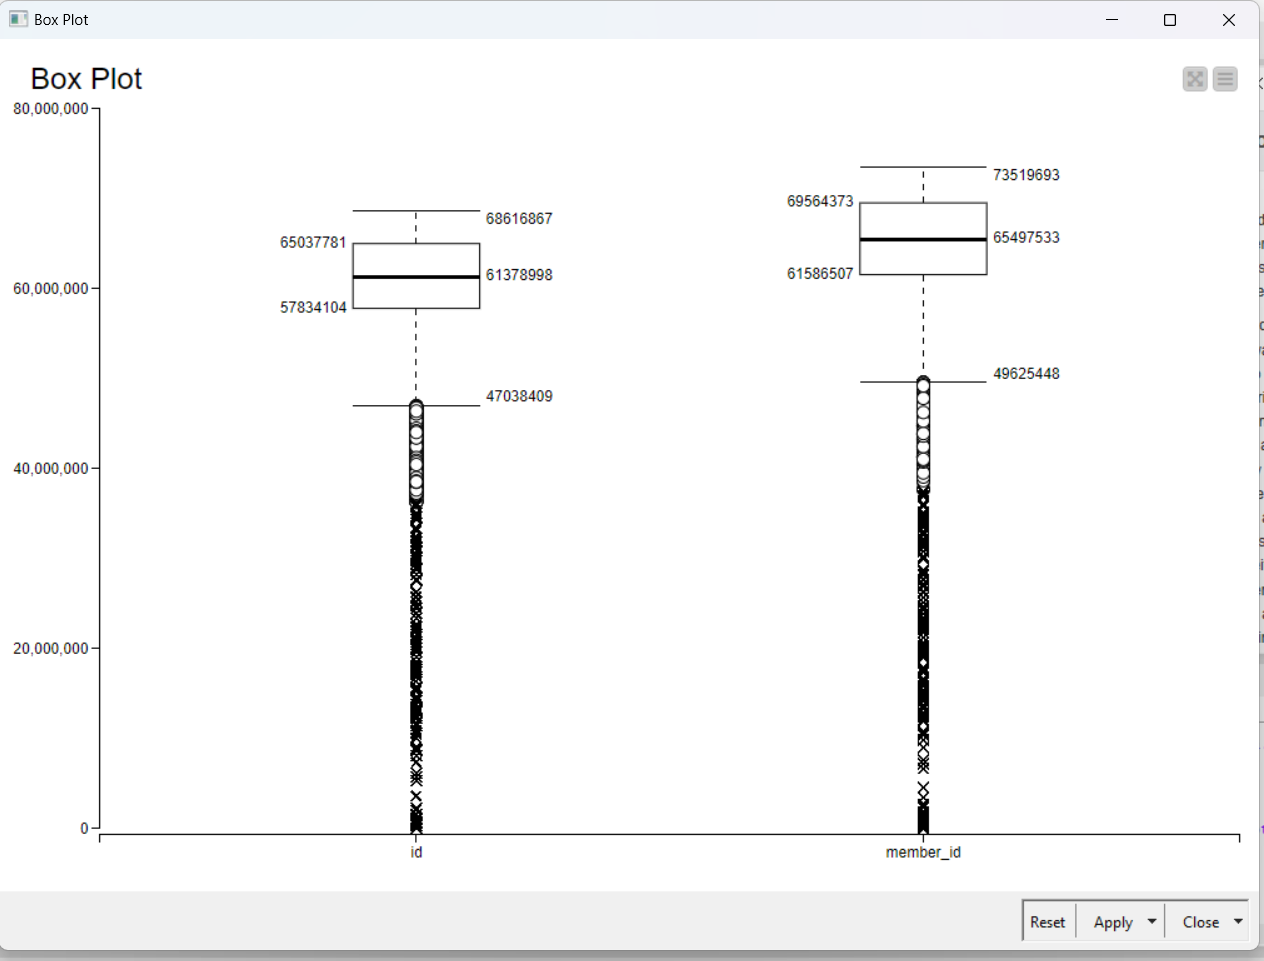 Box Plot
Box Plot
80,000,000
73519693
69564373
68616867
65037781
65497533
61378998
61586507
60,000,000
57834104
49625448
47038409
40,000,000
20,000,000
0
id
member_id
Reset
Apply
Close